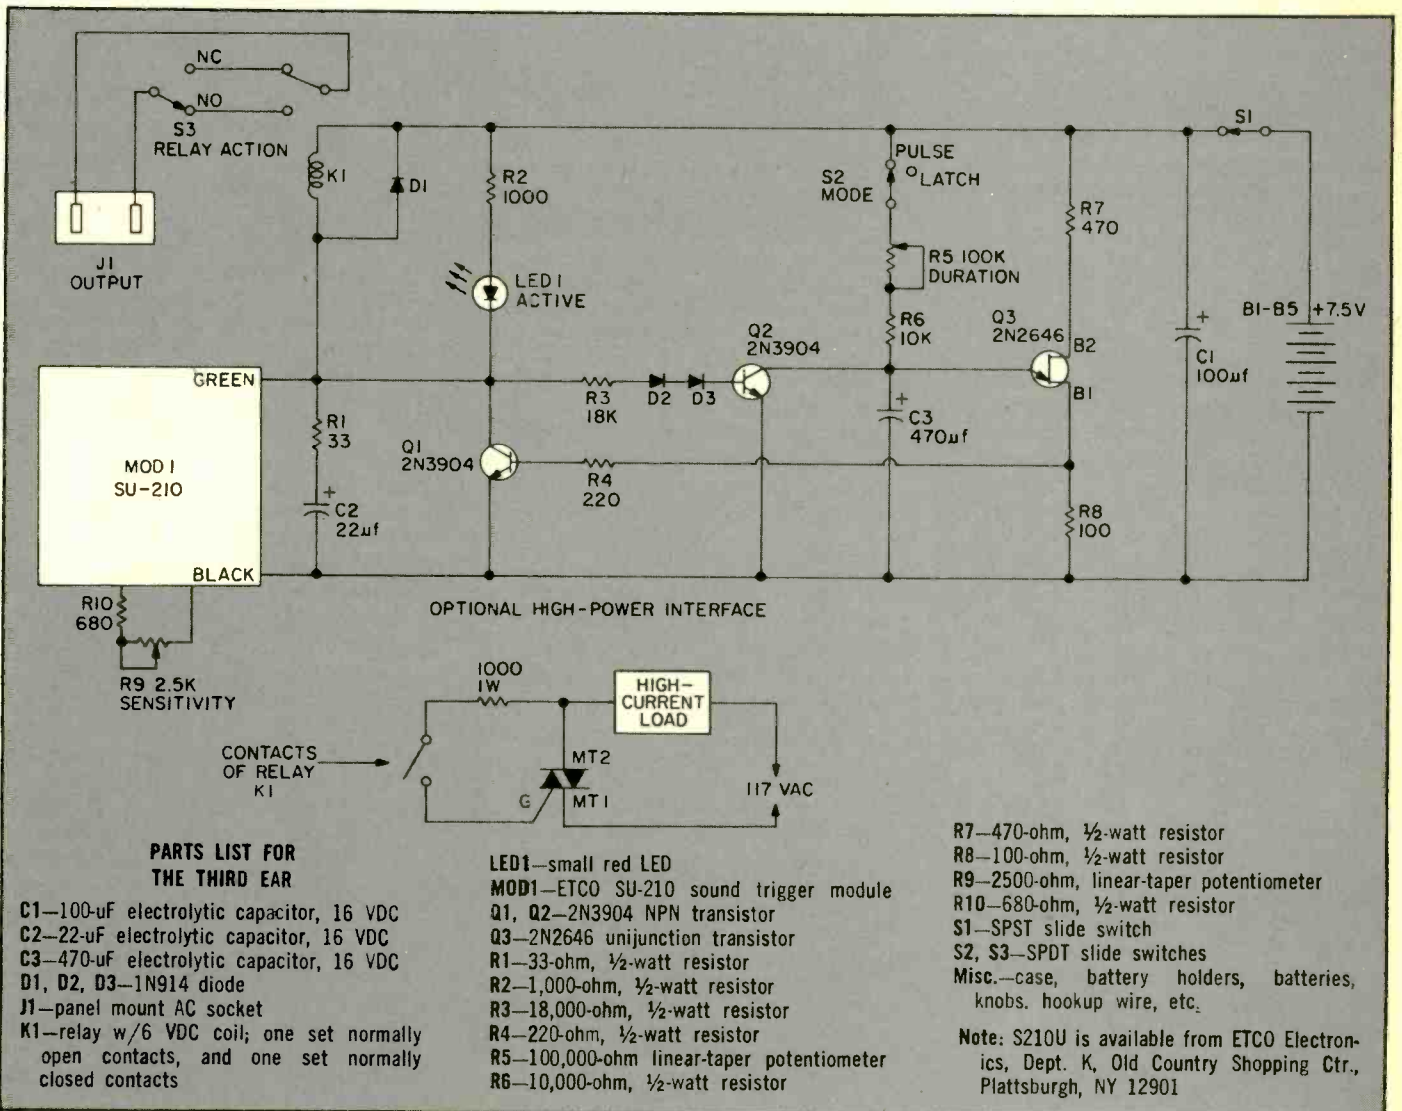 NC
NO
S3
RELAY ACTION
J1
OUTPUT
K1
D1
R2
1000
LED1
ACTIVE
S2
MODE
PULSE
LATCH
R5 100K
DURATION
R6
10K
R7
470
S1
B1-B5 +7.5V
+
C1
100µf
Q3
2N2646
B2
B1
Q2
2N3904
+
C3
470µf
R3
18K
D2
D3
Q1
2N3904
R4
220
R8
100
GREEN
MOD1
SU-210
BLACK
R1
33
+
C2
22µf
R10
680
R9 2.5K
SENSITIVITY
OPTIONAL HIGH-POWER INTERFACE
1000
1W
HIGH-
CURRENT
LOAD
CONTACTS
OF RELAY
K1
MT2
G
MT1
117 VAC
PARTS LIST FOR
THE THIRD EAR
C1—100-uF electrolytic capacitor, 16 VDC
C2—22-uF electrolytic capacitor, 16 VDC
C3—470-uF electrolytic capacitor, 16 VDC
D1, D2, D3—1N914 diode
J1—panel mount AC socket
K1—relay w/6 VDC coil; one set normally
open contacts, and one set normally
closed contacts
LED1—small red LED
MOD1—ETCO SU-210 sound trigger module
Q1, Q2—2N3904 NPN transistor
Q3—2N2646 unijunction transistor
R1—33-ohm, ½-watt resistor
R2—1,000-ohm, ½-watt resistor
R3—18,000-ohm, ½-watt resistor
R4—220-ohm, ½-watt resistor
R5—100,000-ohm linear-taper potentiometer
R6—10,000-ohm, ½-watt resistor
R7—470-ohm, ½-watt resistor
R8—100-ohm, ½-watt resistor
R9—2500-ohm, linear-taper potentiometer
R10—680-ohm, ½-watt resistor
S1—SPST slide switch
S2, S3—SPDT slide switches
Misc.—case, battery holders, batteries,
knobs. hookup wire, etc.
Note: S210U is available from ETCO Electron-
ics, Dept. K, Old Country Shopping Ctr.,
Plattsburgh, NY 12901